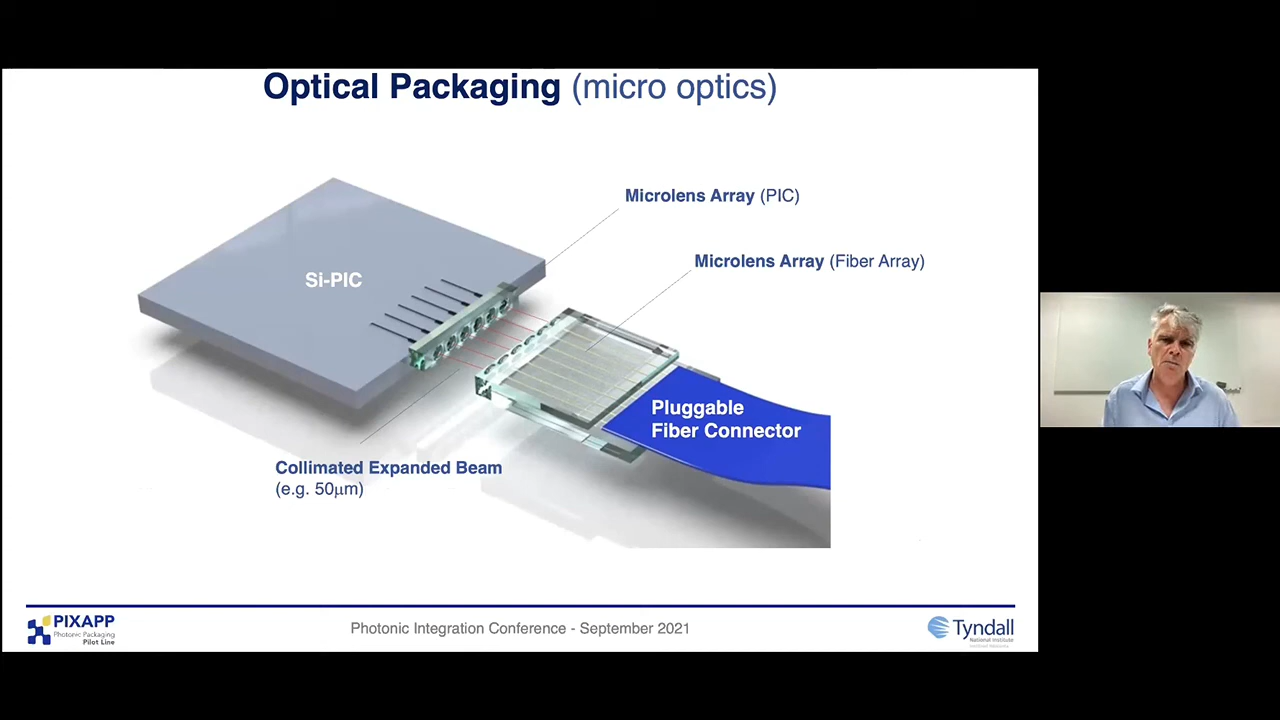 Optical Packaging (micro optics)
Microlens Array (PIC)
Microlens Array (Fiber Array)
Si-PIC
Pluggable
Fiber Connector
Collimated Expanded Beam
(e.g. 50μm)
PIXAPP
Photonic Packaging
Pilot Line
Photonic Integration Conference - September 2021
Tyndall
National Institute